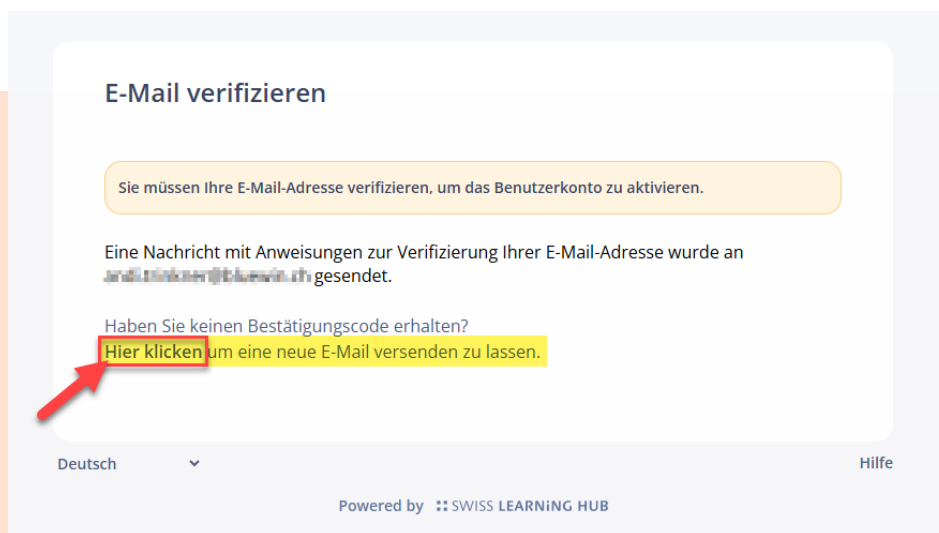 E-Mail verifizieren
Sie müssen Ihre E-Mail-Adresse verifizieren, um das Benutzerkonto zu aktivieren.
Eine Nachricht mit Anweisungen zur Verifizierung Ihrer E-Mail-Adresse wurde an
gesendet.
Haben Sie keinen Bestätigungscode erhalten?
Hier klicken um eine neue E-Mail versenden zu lassen.
Deutsch
Hilfe
Powered by SWISS LEARNiNG HUB